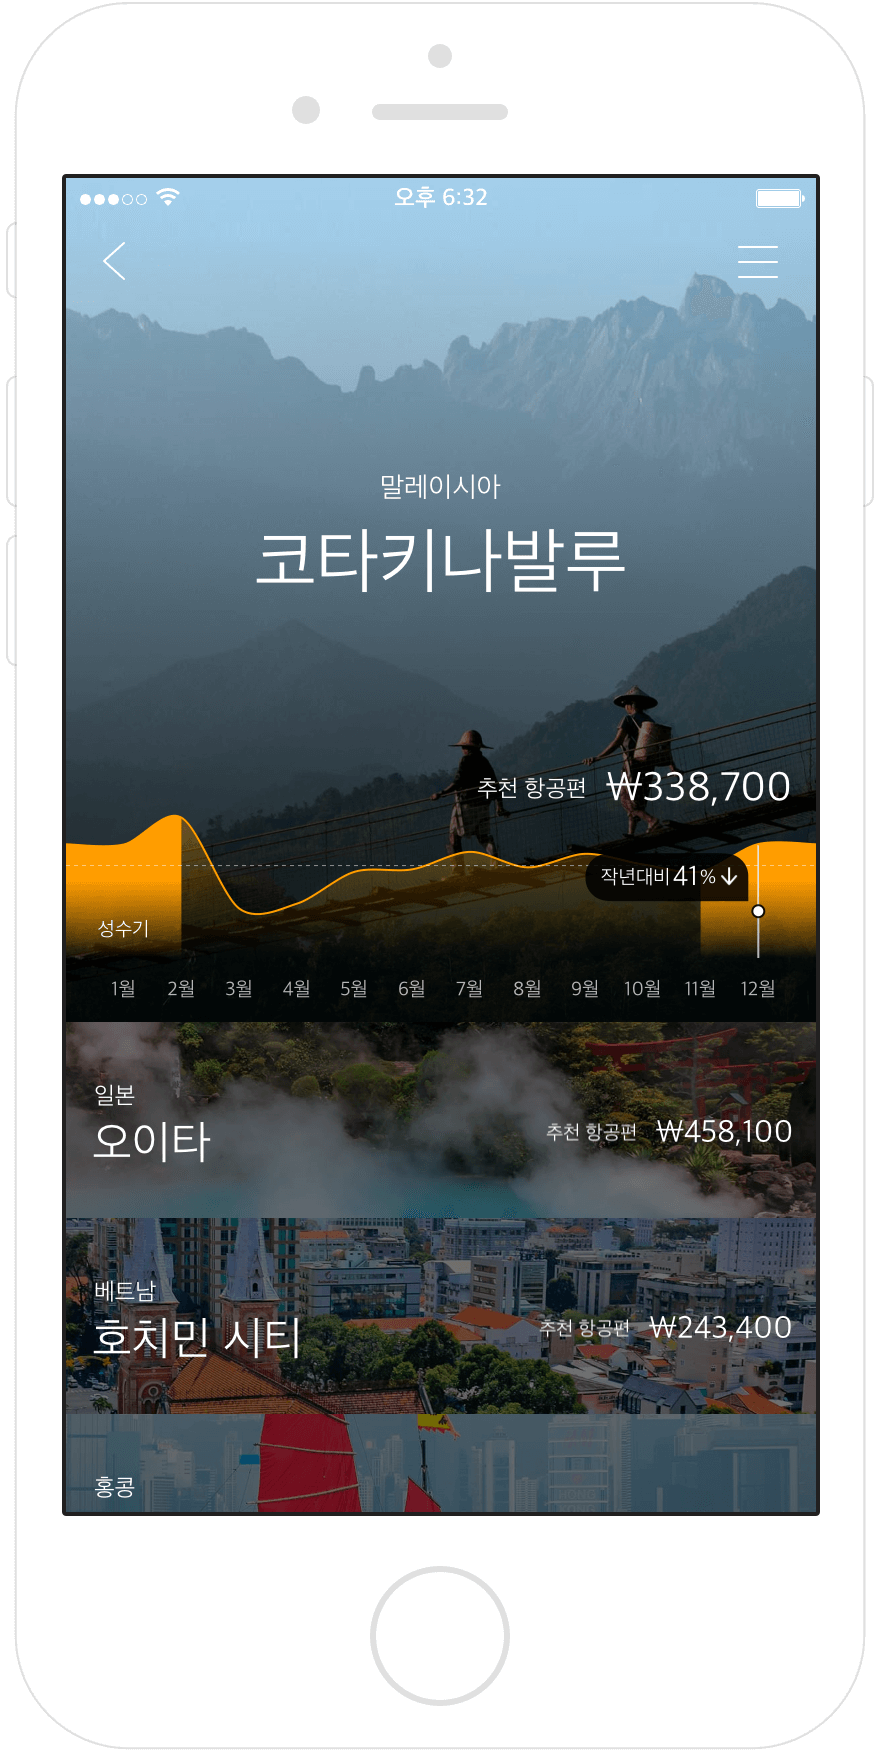 오후 6:32
말레이시아
코타키나발루
추천 항공편 ₩338,700
작년대비 41%↓
성수기
1월 2월 3월 4월 5월 6월 7월 8월 9월 10월 11월 12월
일본
오이타
추천 항공편 ₩458,100
베트남
호치민 시티
추천 항공편 ₩243,400
홍콩